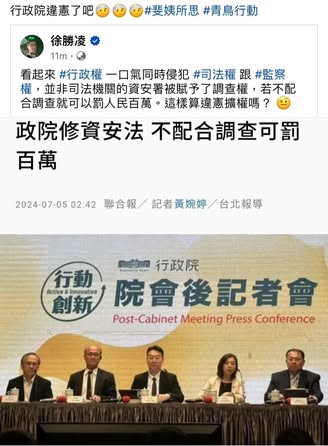 行政院違憲了吧🤨🤨🤨#斐姨所思 #青鳥行動
徐勝凌
11m
看起來 #行政權 一口氣同時侵犯 #司法權 跟 #監察
權，並非司法機關的資安署被賦予了調查權，若不配
合調查就可以罰人民百萬。這樣算違憲擴權嗎？ 🤨
政院修資安法 不配合調查可罰
百萬
2024-07-05 02:42 聯合報／ 記者黃婉婷／台北報導
行政院
行動
創新
Active & Innovative
院會後記者會
Post-Cabinet Meeting Press Conference